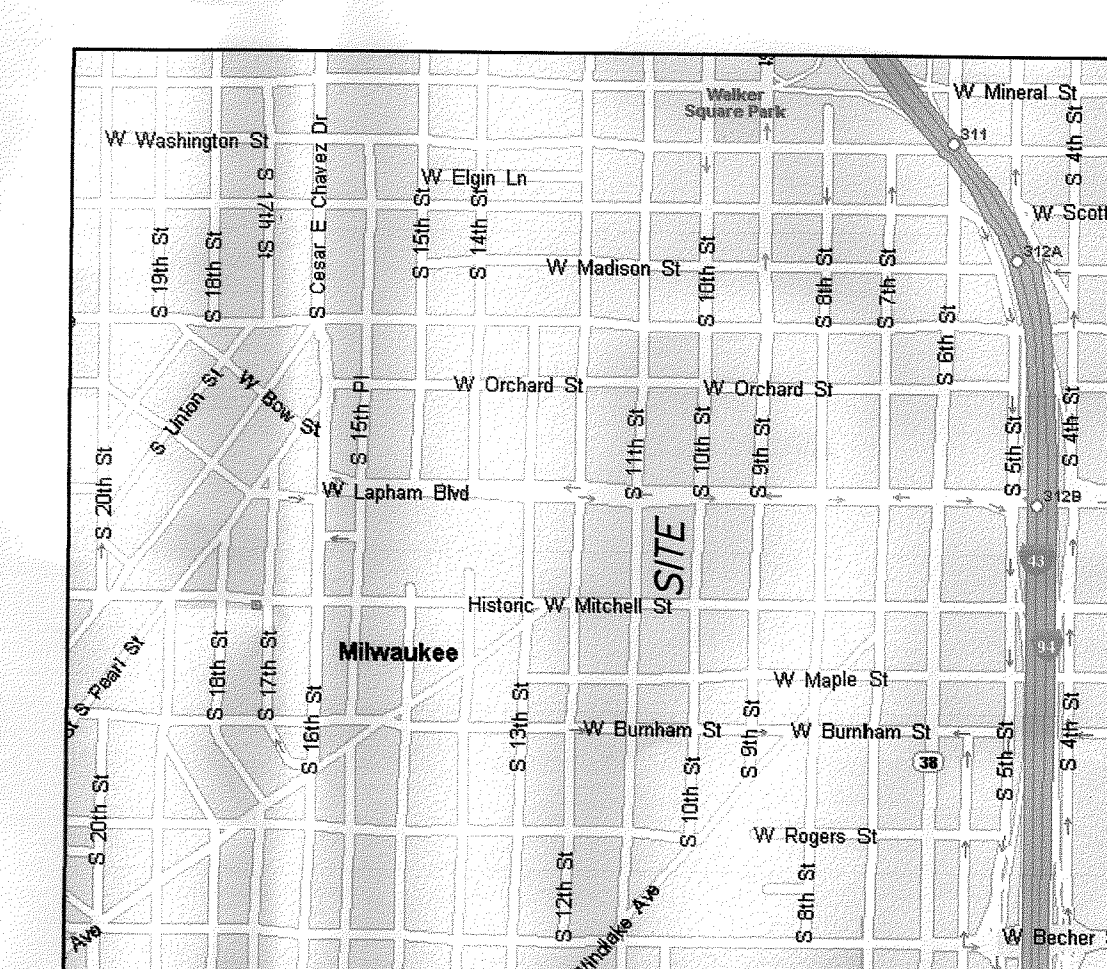 W Mineral St
Walker
Square Park
311
W Washington St
S Cesar E Chavez Dr
S 17th St
S 4th St
W Elgin Ln
S 15th St
S 14th St
W Scott
S 19th St
S 18th St
312A
W Madison St
S 10th St
S 8th St
S 7th St
S 6th St
W Orchard St
W Orchard St
S Union St
W Bow St
S 15th Pl
S 11th St
S 10th St
S 9th St
S 5th St
S 4th St
S 20th St
W Lapham Blvd
312B
SITE
43
Historic W Mitchell St
Milwaukee
94
S Pearl St
S 18th St
S 17th St
S 16th St
S 13th St
W Maple St
S 9th St
W Burnham St
W Burnham St
S 5th St
S 4th St
38
S 20th St
S 10th St
W Rogers St
S 12th St
S 8th St
Ave
Windlake Ave
W Becher